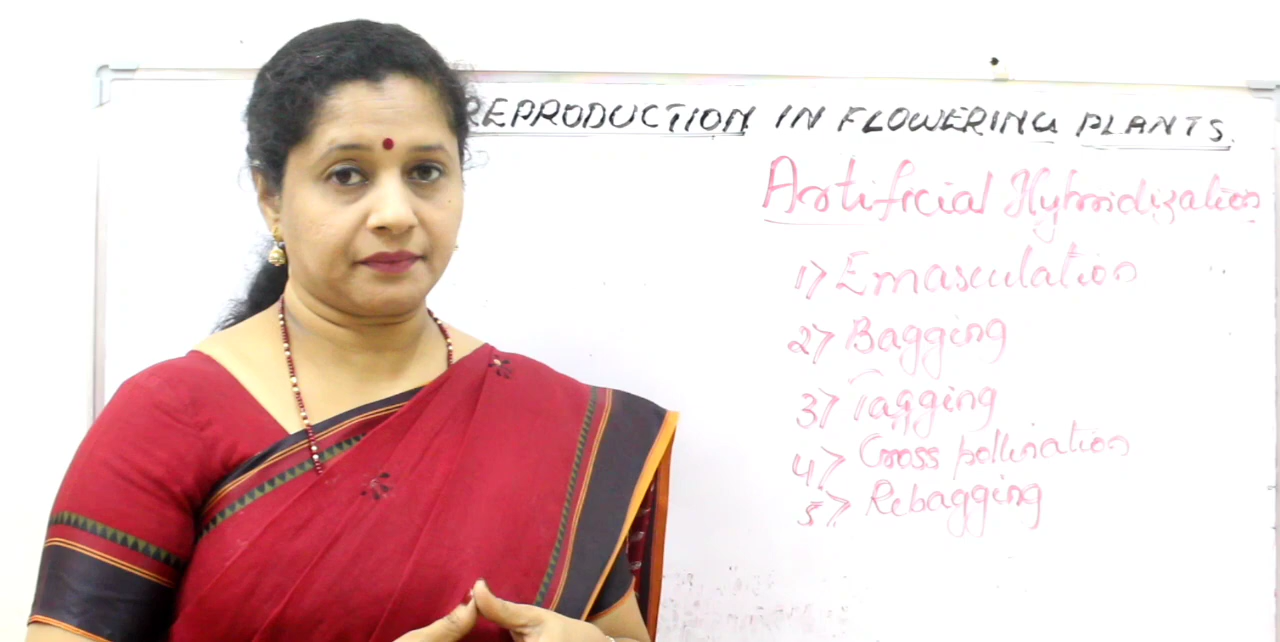 REPRODUCTION IN FLOWERING PLANTS.
Artificial Hybridization
1) Emasculation
2) Bagging
3) Tagging
4) Cross pollination
5) Rebagging